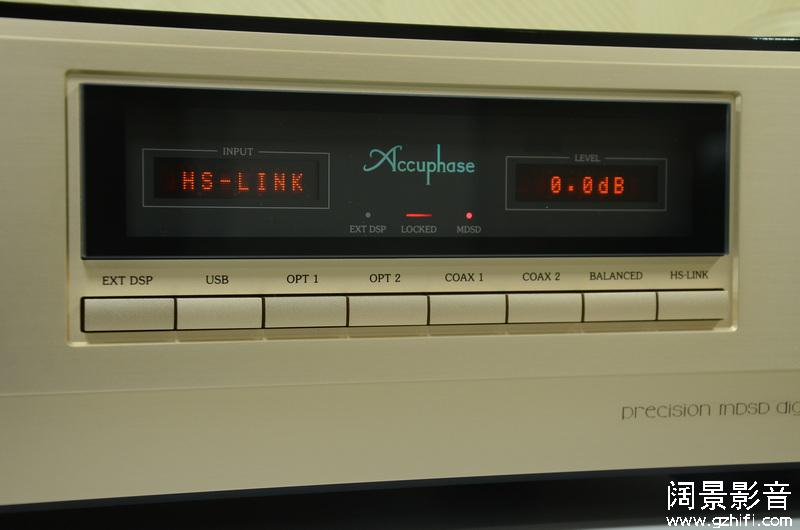 INPUT
HS-LINK
Accuphase
LEVEL
0.0dB
EXT DSP LOCKED MDSD
EXT DSP USB OPT 1 OPT 2 COAX 1 COAX 2 BALANCED HS-LINK
precision mDSD
阔景影音
www.gzhifi.com